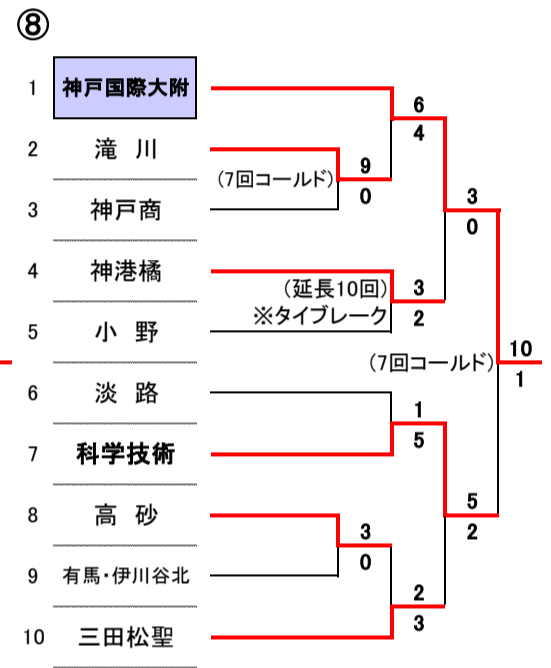 ⑧
1 神戸国際大附
6
4
2 滝 川
9
(7回コールド)
0
3 神戸商
3
0
4 神港橘
(延長10回)
3
※タイブレーク
2
5 小 野
10
(7回コールド)
1
6 淡 路
1
5
7 科学技術
5
2
8 高 砂
3
0
9 有馬・伊川谷北
2
3
10 三田松聖